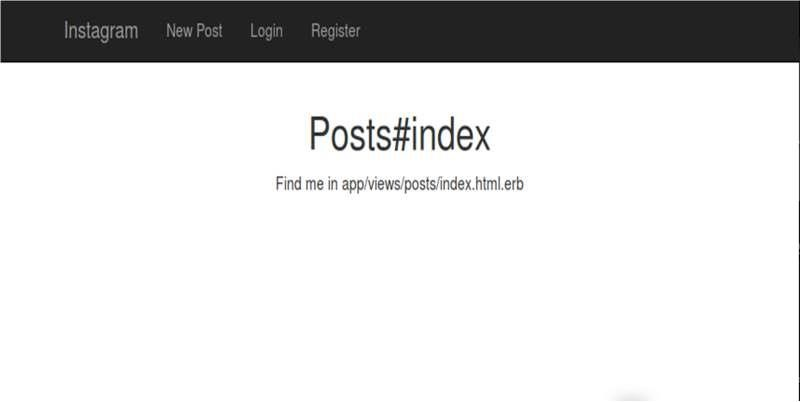 Instagram New Post Login Register
Posts#index
Find me in app/views/posts/index.html.erb